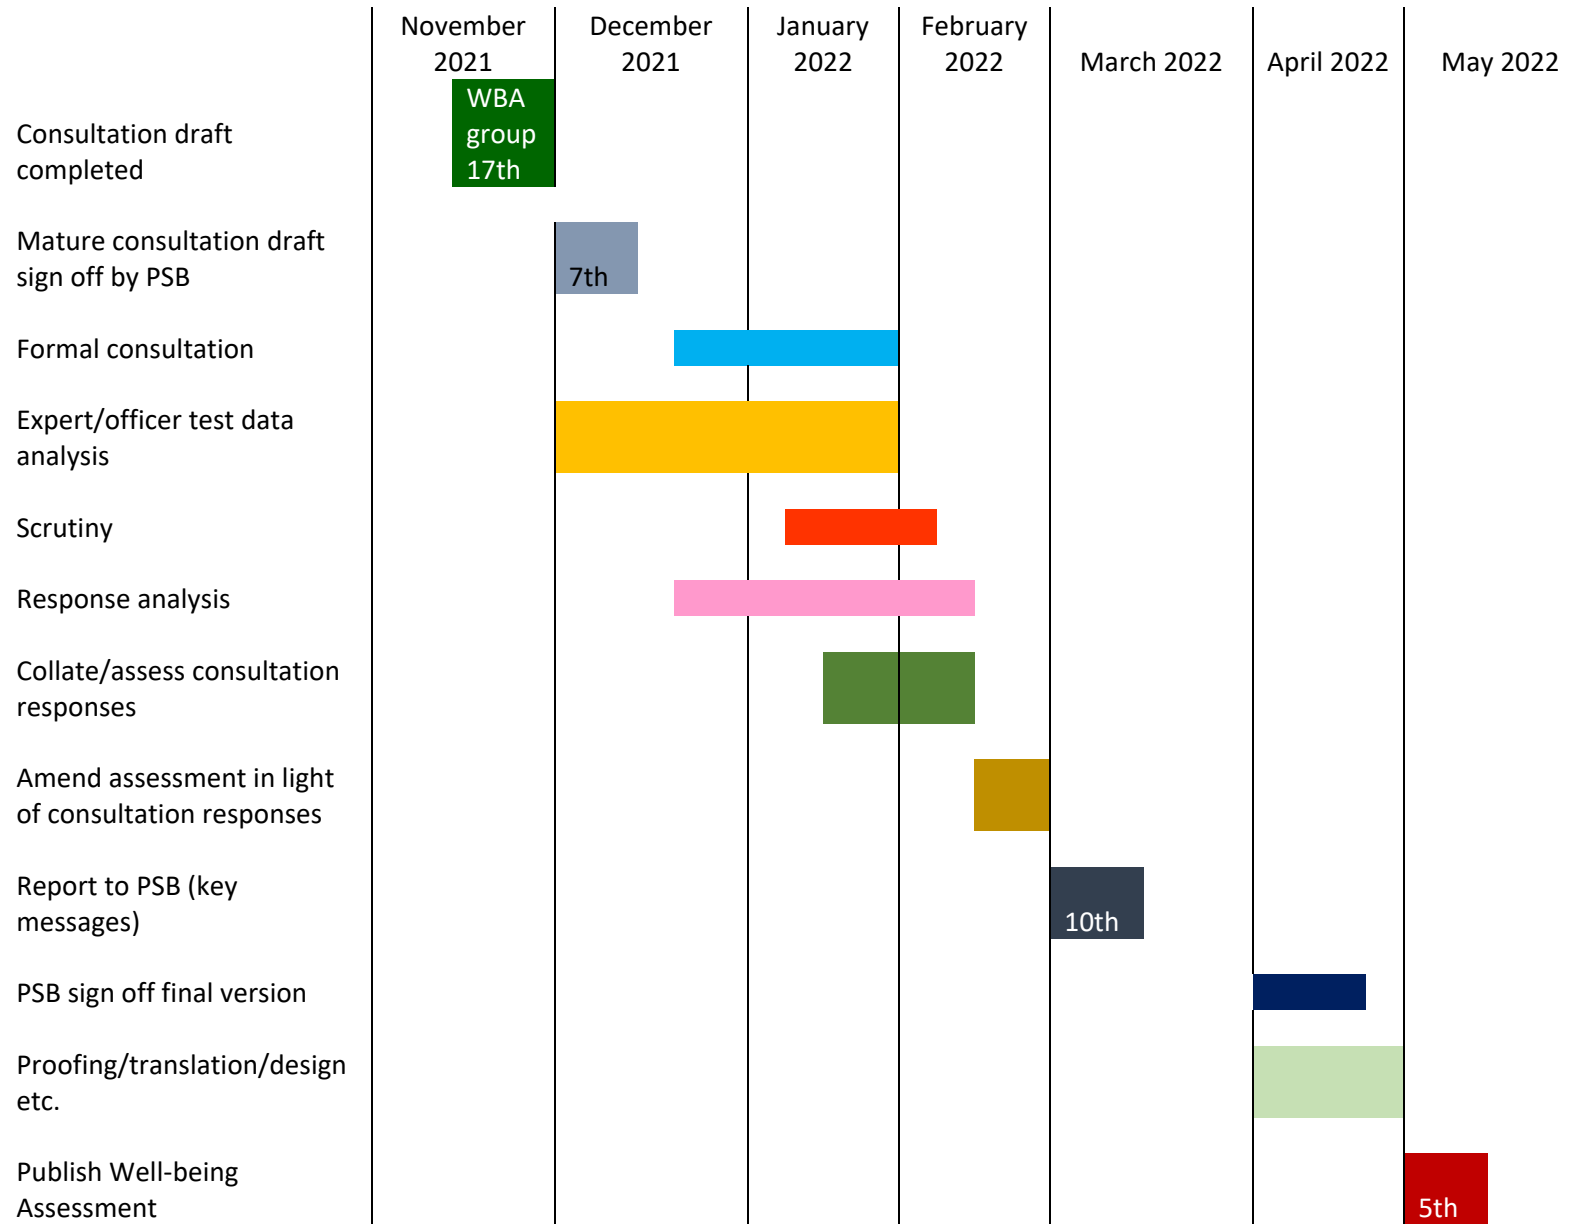 November
2021
December
2021
January
2022
February
2022
March 2022
April 2022
May 2022
Consultation draft
completed
WBA
group
17th
Mature consultation draft
sign off by PSB
7th
Formal consultation
Expert/officer test data
analysis
Scrutiny
Response analysis
Collate/assess consultation
responses
Amend assessment in light
of consultation responses
Report to PSB (key
messages)
10th
PSB sign off final version
Proofing/translation/design
etc.
Publish Well-being
Assessment
5th